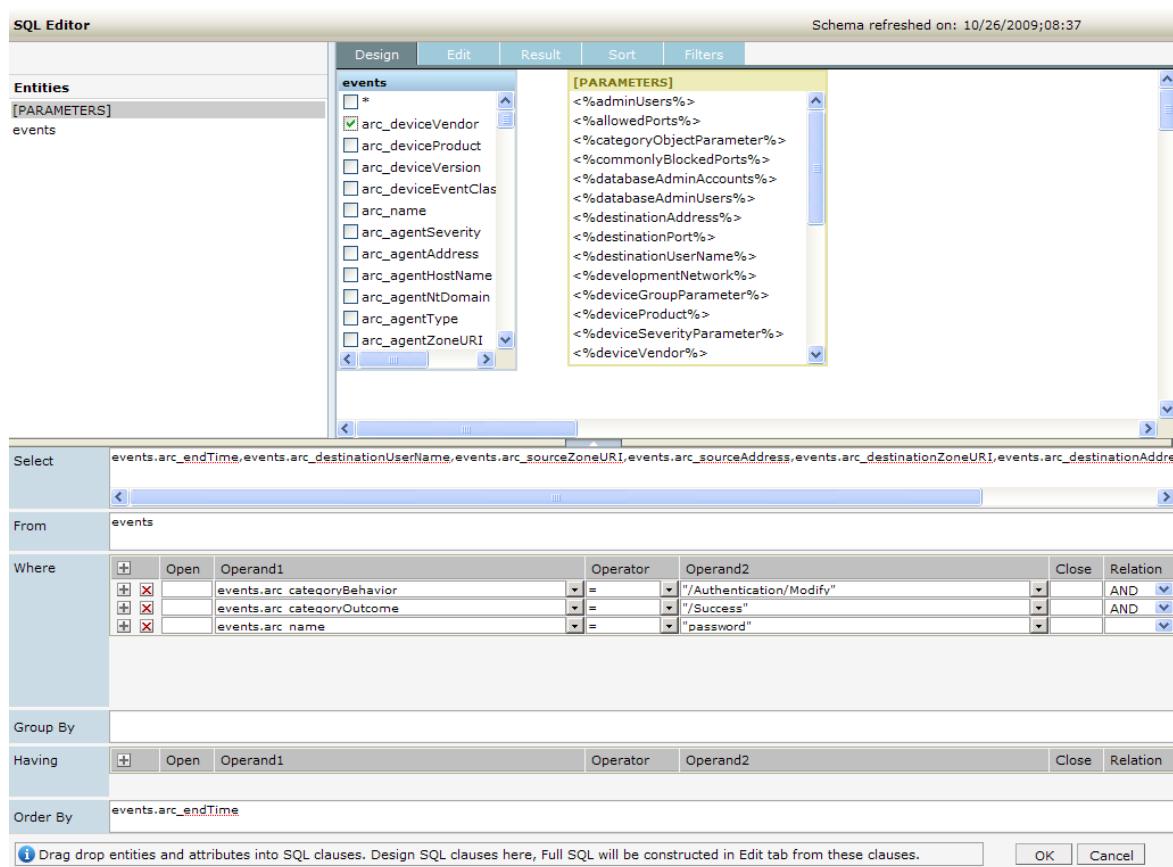 SQL Editor
Schema refreshed on: 10/26/2009;08:37
Design Edit Result Sort Filters
Entities
[PARAMETERS]
events
events
*
arc_deviceVendor
arc_deviceProduct
arc_deviceVersion
arc_deviceEventClas
arc_name
arc_agentSeverity
arc_agentAddress
arc_agentHostName
arc_agentNtDomain
arc_agentType
arc_agentZoneURI
[PARAMETERS]
<%adminUsers%>
<%allowedPorts%>
<%categoryObjectParameter%>
<%commonlyBlockedPorts%>
<%databaseAdminAccounts%>
<%databaseAdminUsers%>
<%destinationAddress%>
<%destinationPort%>
<%destinationUserName%>
<%developmentNetwork%>
<%deviceGroupParameter%>
<%deviceProduct%>
<%deviceSeverityParameter%>
<%deviceVendor%>
Select
events.arc_endTime,events.arc_destinationUserName,events.arc_sourceZoneURI,events.arc_sourceAddress,events.arc_destinationZoneURI,events.arc_destinationAddre
From
events
Where
Open Operand1 Operator Operand2 Close Relation
events.arc_categoryBehavior = "/Authentication/Modify" AND
events.arc_categoryOutcome = "/Success" AND
events.arc_name = "password"
Group By
Having
Open Operand1 Operator Operand2 Close Relation
Order By
events.arc_endTime
Drag drop entities and attributes into SQL clauses. Design SQL clauses here, Full SQL will be constructed in Edit tab from these clauses.
OK Cancel